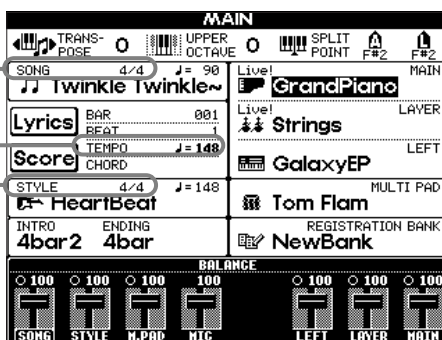 MAIN
TRANS-
POSE 0
UPPER
OCTAVE 0
SPLIT
POINT F#2 F#2
SONG 4/4 ♩= 90
Twinkle Twinkle~
Live! MAIN
GrandPiano
Lyrics
BAR 001
BEAT 1
Live! LAYER
Strings
Score
TEMPO ♩=148
CHORD
LEFT
GalaxyEP
STYLE 4/4 ♩=148
HeartBeat
MULTI PAD
Tom Flam
INTRO ENDING
4bar2 4bar
REGISTRATION BANK
NewBank
BALANCE
100 100 100 100 100 100 100
SONG STYLE M.PAD MIC LEFT LAYER MAIN